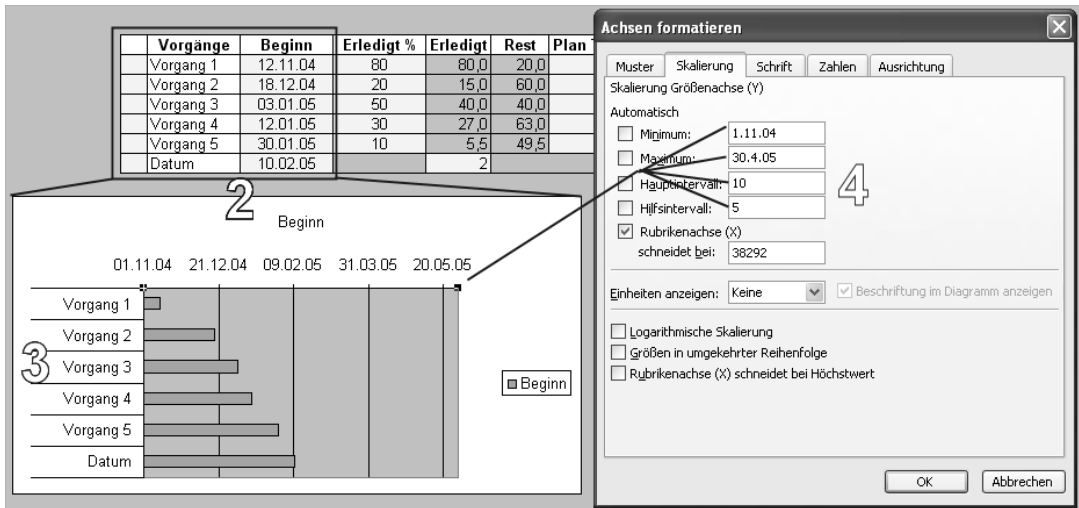 Vorgänge Beginn Erledigt % Erledigt Rest Plan
Vorgang 1 12.11.04 80 80,0 20,0
Vorgang 2 18.12.04 20 15,0 60,0
Vorgang 3 03.01.05 50 40,0 40,0
Vorgang 4 12.01.05 30 27,0 63,0
Vorgang 5 30.01.05 10 5,5 49,5
Datum 10.02.05 2
2
Beginn
01.11.04 21.12.04 09.02.05 31.03.05 20.05.05
Vorgang 1
Vorgang 2
3 Vorgang 3
Vorgang 4
Vorgang 5
Datum
Beginn
Achsen formatieren
Muster Skalierung Schrift Zahlen Ausrichtung
Skalierung Größenachse (Y)
Automatisch
Minimum: 1.11.04
Maximum: 30.4.05
Hauptintervall: 10
Hilfsintervall: 5
4
Rubrikenachse (X)
schneidet bei: 38292
Einheiten anzeigen: Keine Beschriftung im Diagramm anzeigen
Logarithmische Skalierung
Größen in umgekehrter Reihenfolge
Rubrikenachse (X) schneidet bei Höchstwert
OK Abbrechen